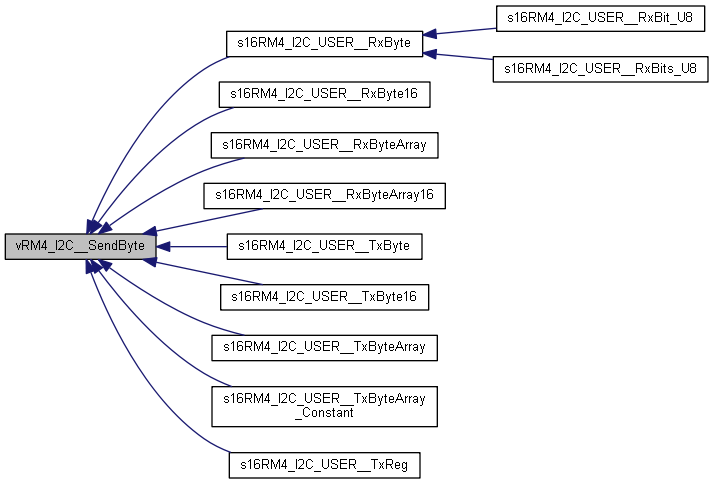 s16RM4_I2C_USER__RxBit_U8
s16RM4_I2C_USER__RxByte
s16RM4_I2C_USER__RxBits_U8
s16RM4_I2C_USER__RxByte16
s16RM4_I2C_USER__RxByteArray
s16RM4_I2C_USER__RxByteArray16
vRM4_I2C__SendByte
s16RM4_I2C_USER__TxByte
s16RM4_I2C_USER__TxByte16
s16RM4_I2C_USER__TxByteArray
s16RM4_I2C_USER__TxByteArray
_Constant
s16RM4_I2C_USER__TxReg